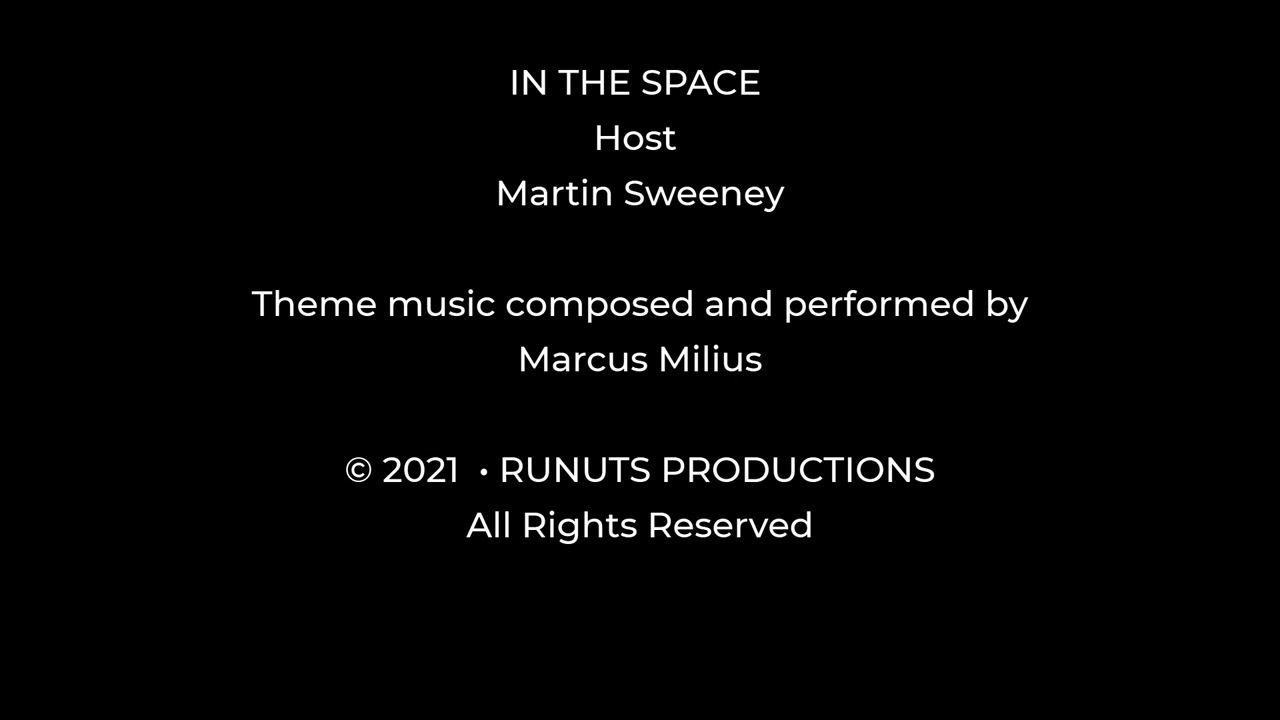 IN THE SPACE
Host
Martin Sweeney
Theme music composed and performed by
Marcus Milius
© 2021 • RUNUTS PRODUCTIONS
All Rights Reserved